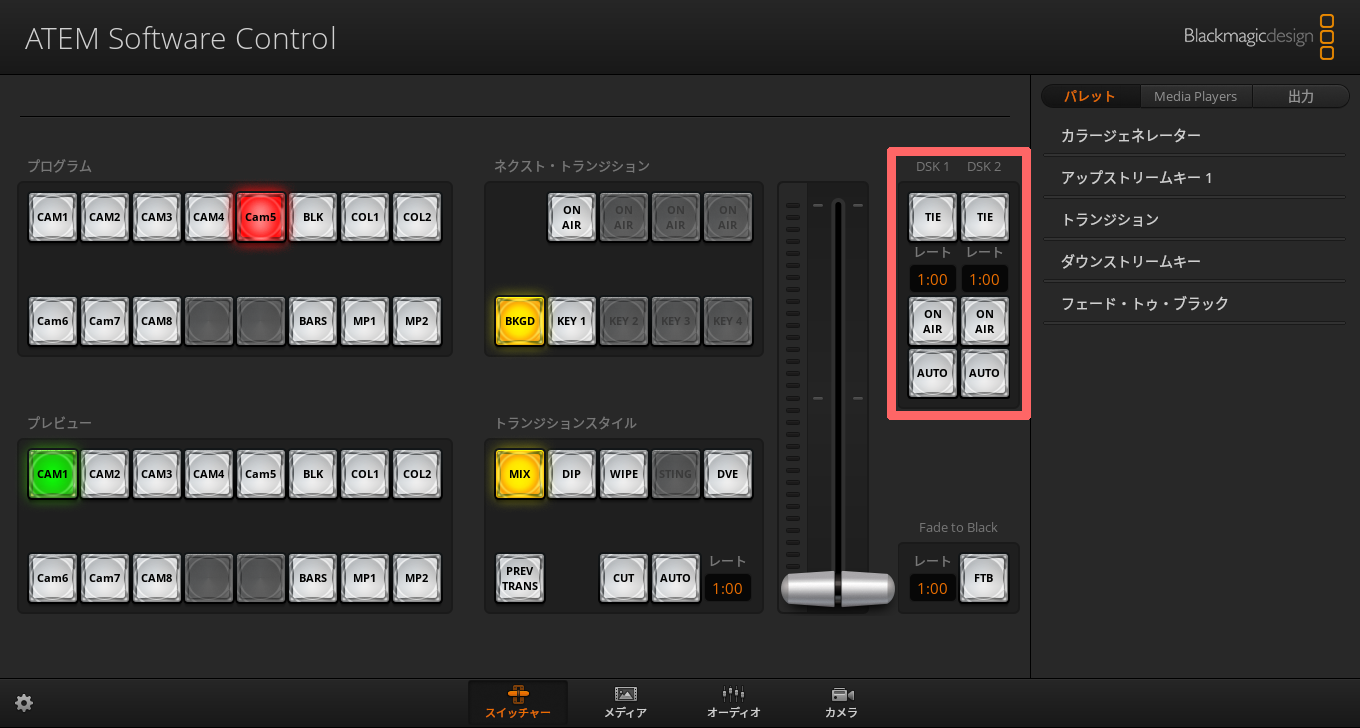 ATEM Software Control
Blackmagicdesign
パレット Media Players 出力
カラージェネレーター
アップストリームキー 1
トランジション
ダウンストリームキー
フェード・トゥ・ブラック
プログラム
CAM1 CAM2 CAM3 CAM4 Cam5 BLK COL1 COL2
Cam6 Cam7 CAM8 BARS MP1 MP2
ネクスト・トランジション
ON AIR ON AIR ON AIR ON AIR
BKGD KEY 1 KEY 2 KEY 3 KEY 4
DSK 1 DSK 2
TIE TIE
レート レート
1:00 1:00
ON AIR ON AIR
AUTO AUTO
プレビュー
CAM1 CAM2 CAM3 CAM4 Cam5 BLK COL1 COL2
Cam6 Cam7 CAM8 BARS MP1 MP2
トランジションスタイル
MIX DIP WIPE STING DVE
PREV TRANS CUT AUTO レート
1:00
Fade to Black
レート FTB
1:00
スイッチャー メディア オーディオ カメラ